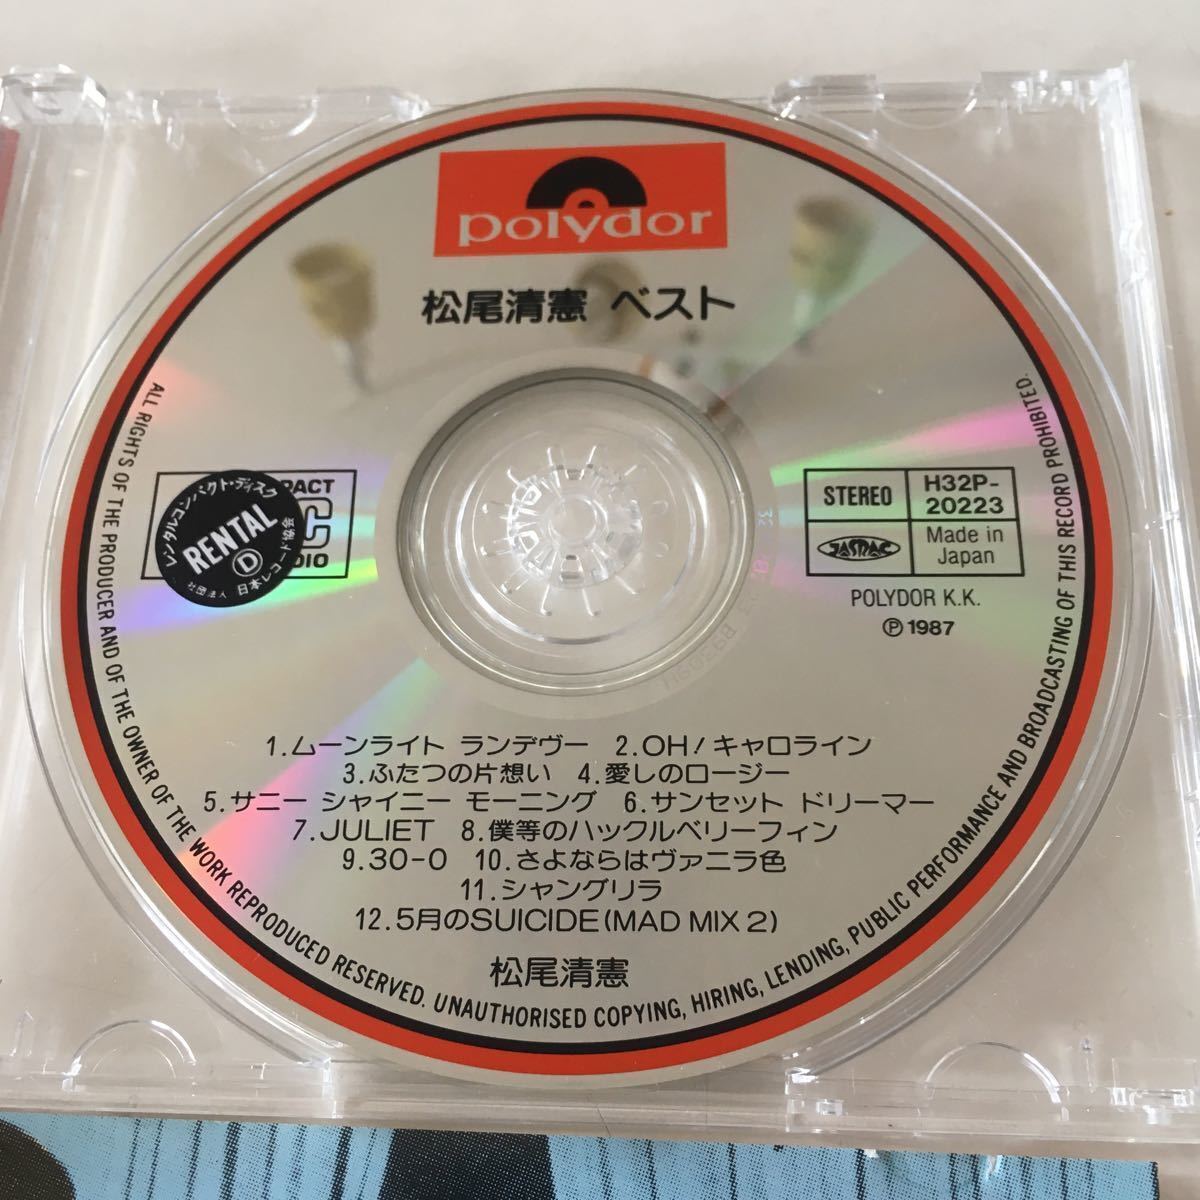 polydor
松尾清憲 ベスト
レンタルコンパクト・ディスク
RENTAL
D
社団法人 日本レコード協会
PACT
STEREO
H32P-
20223
JASRAC
Made in
Japan
POLYDOR K.K.
Ⓟ 1987
1.ムーンライト ランデヴー 2.OH!キャロライン
3.ふたつの片想い 4.愛しのロージー
5.サニー シャイニー モーニング 6.サンセット ドリーマー
7.JULIET 8.僕等のハックルベリーフィン
9.30-0 10.さよならはヴァニラ色
11.シャングリラ
12.5月のSUICIDE(MAD MIX 2)
松尾清憲
ALL RIGHTS OF THE PRODUCER AND OF THE OWNER OF THE WORK REPRODUCED RESERVED. UNAUTHORISED COPYING, HIRING, LENDING, PUBLIC PERFORMANCE AND BROADCASTING OF THIS RECORD PROHIBITED.